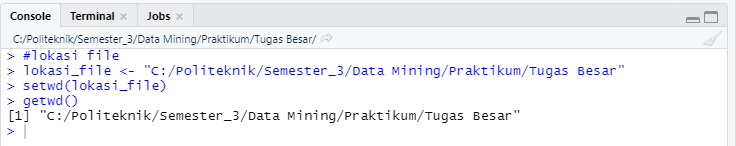 Console Terminal × Jobs ×
C:/Politeknik/Semester_3/Data Mining/Praktikum/Tugas Besar/
> #lokasi file
> lokasi_file <- "C:/Politeknik/Semester_3/Data Mining/Praktikum/Tugas Besar"
> setwd(lokasi_file)
> getwd()
[1] "C:/Politeknik/Semester_3/Data Mining/Praktikum/Tugas Besar"
>